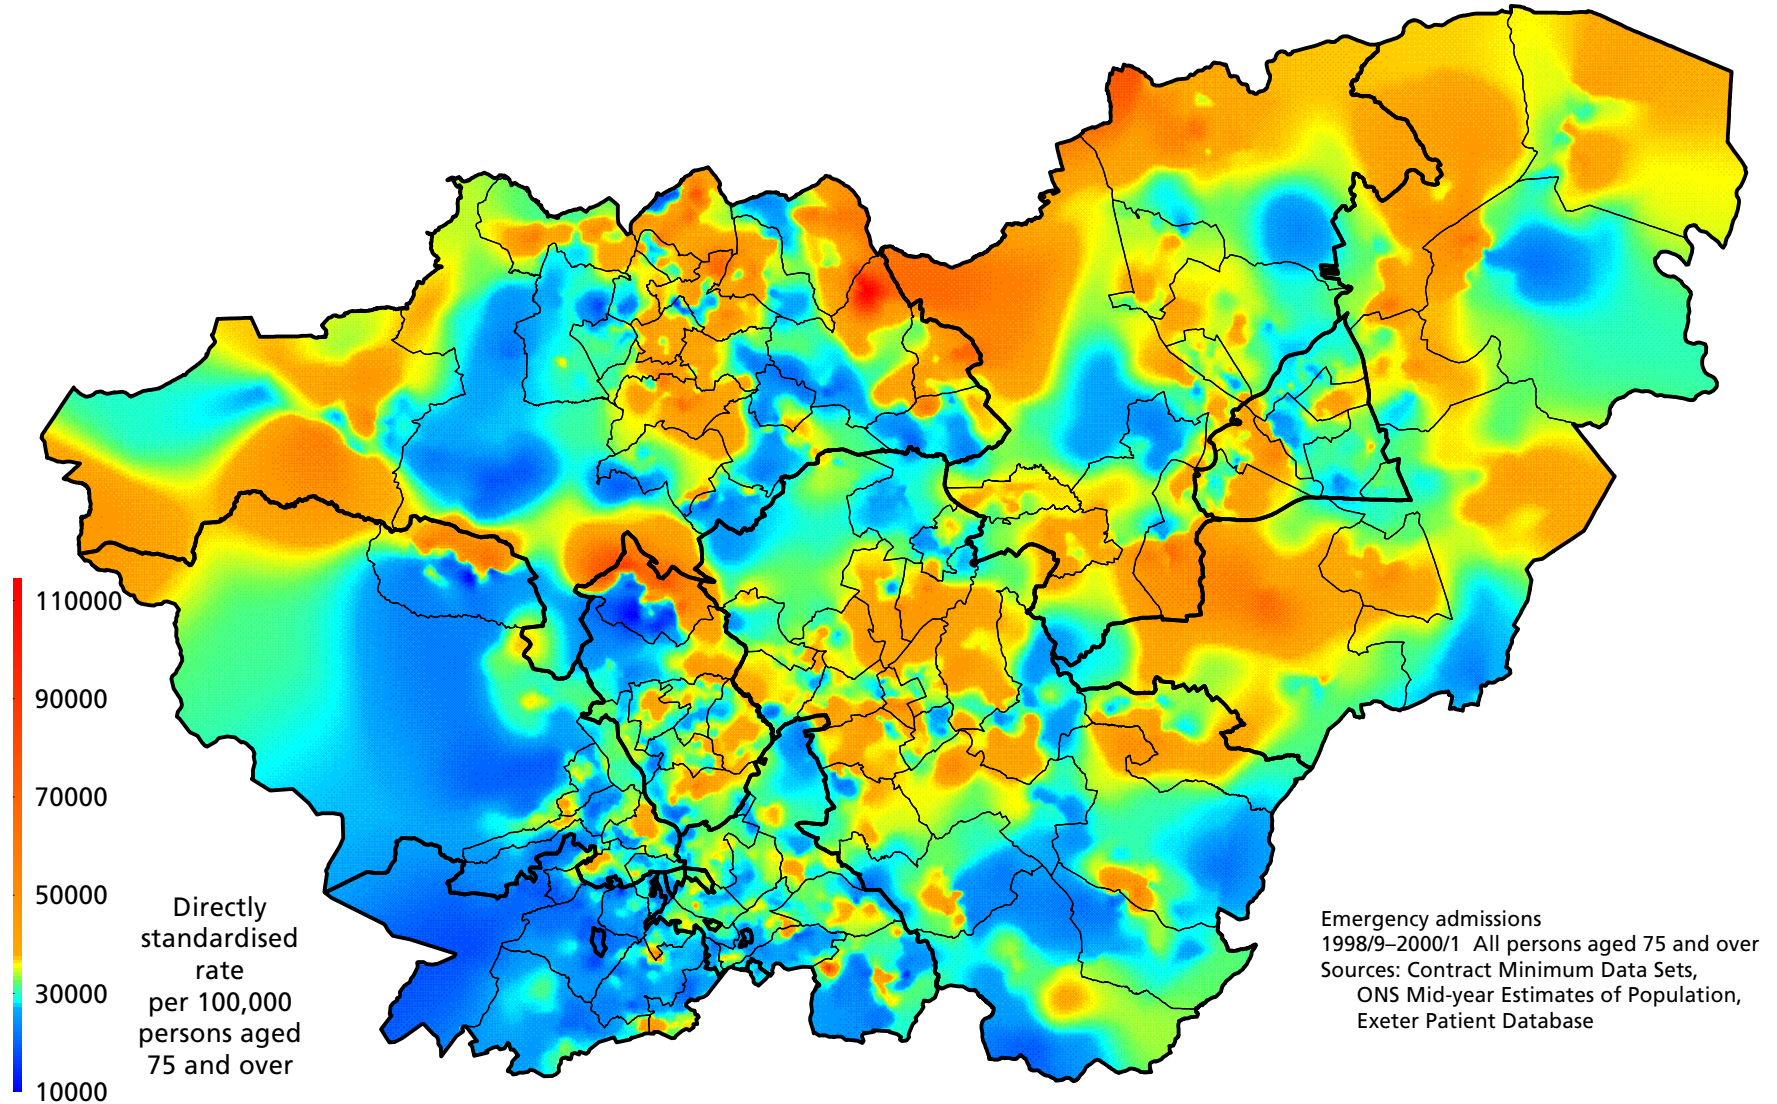 110000
90000
70000
50000
30000
10000
Directly
standardised
rate
per 100,000
persons aged
75 and over
Emergency admissions
1998/9–2000/1 All persons aged 75 and over
Sources: Contract Minimum Data Sets,
ONS Mid-year Estimates of Population,
Exeter Patient Database